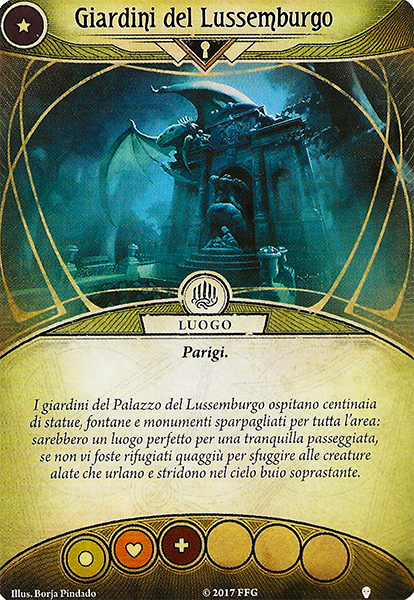 Giardini del Lussemburgo
LUOGO
Parigi.
I giardini del Palazzo del Lussemburgo ospitano centinaia
di statue, fontane e monumenti sparpagliati per tutta l'area:
sarebbero un luogo perfetto per una tranquilla passeggiata,
se non vi foste rifugiati quaggiù per sfuggire alle creature
alate che urlano e stridono nel cielo buio soprastante.
Illus. Borja Pindado
© 2017 FFG